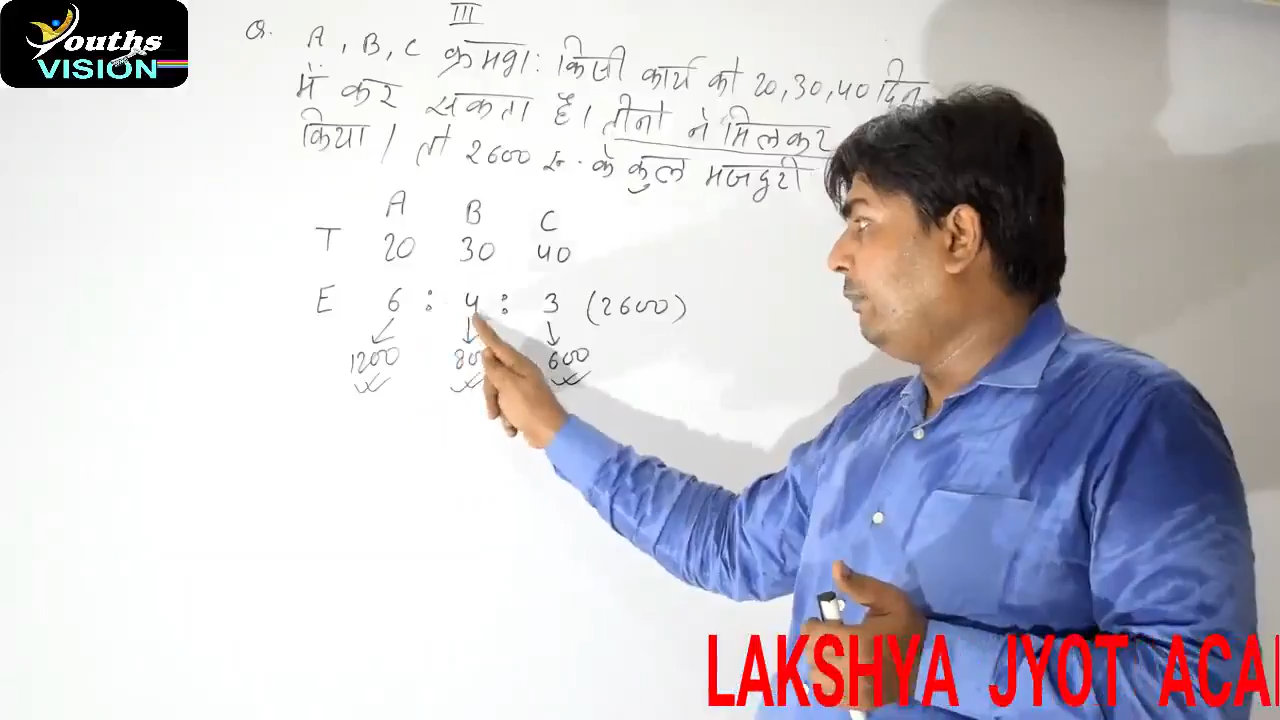 Youths
VISION
III
Q. A, B, C क्रमशः किसी कार्य को 20, 30, 40 दिन
में कर सकता है। तीनों ने मिलकर
किया। तो 2600 रू. के कुल मजदुरी
A B C
T 20 30 40
E 6 : 4 : 3 (2600)
1200 800 600
LAKSHYA JYOT ACA